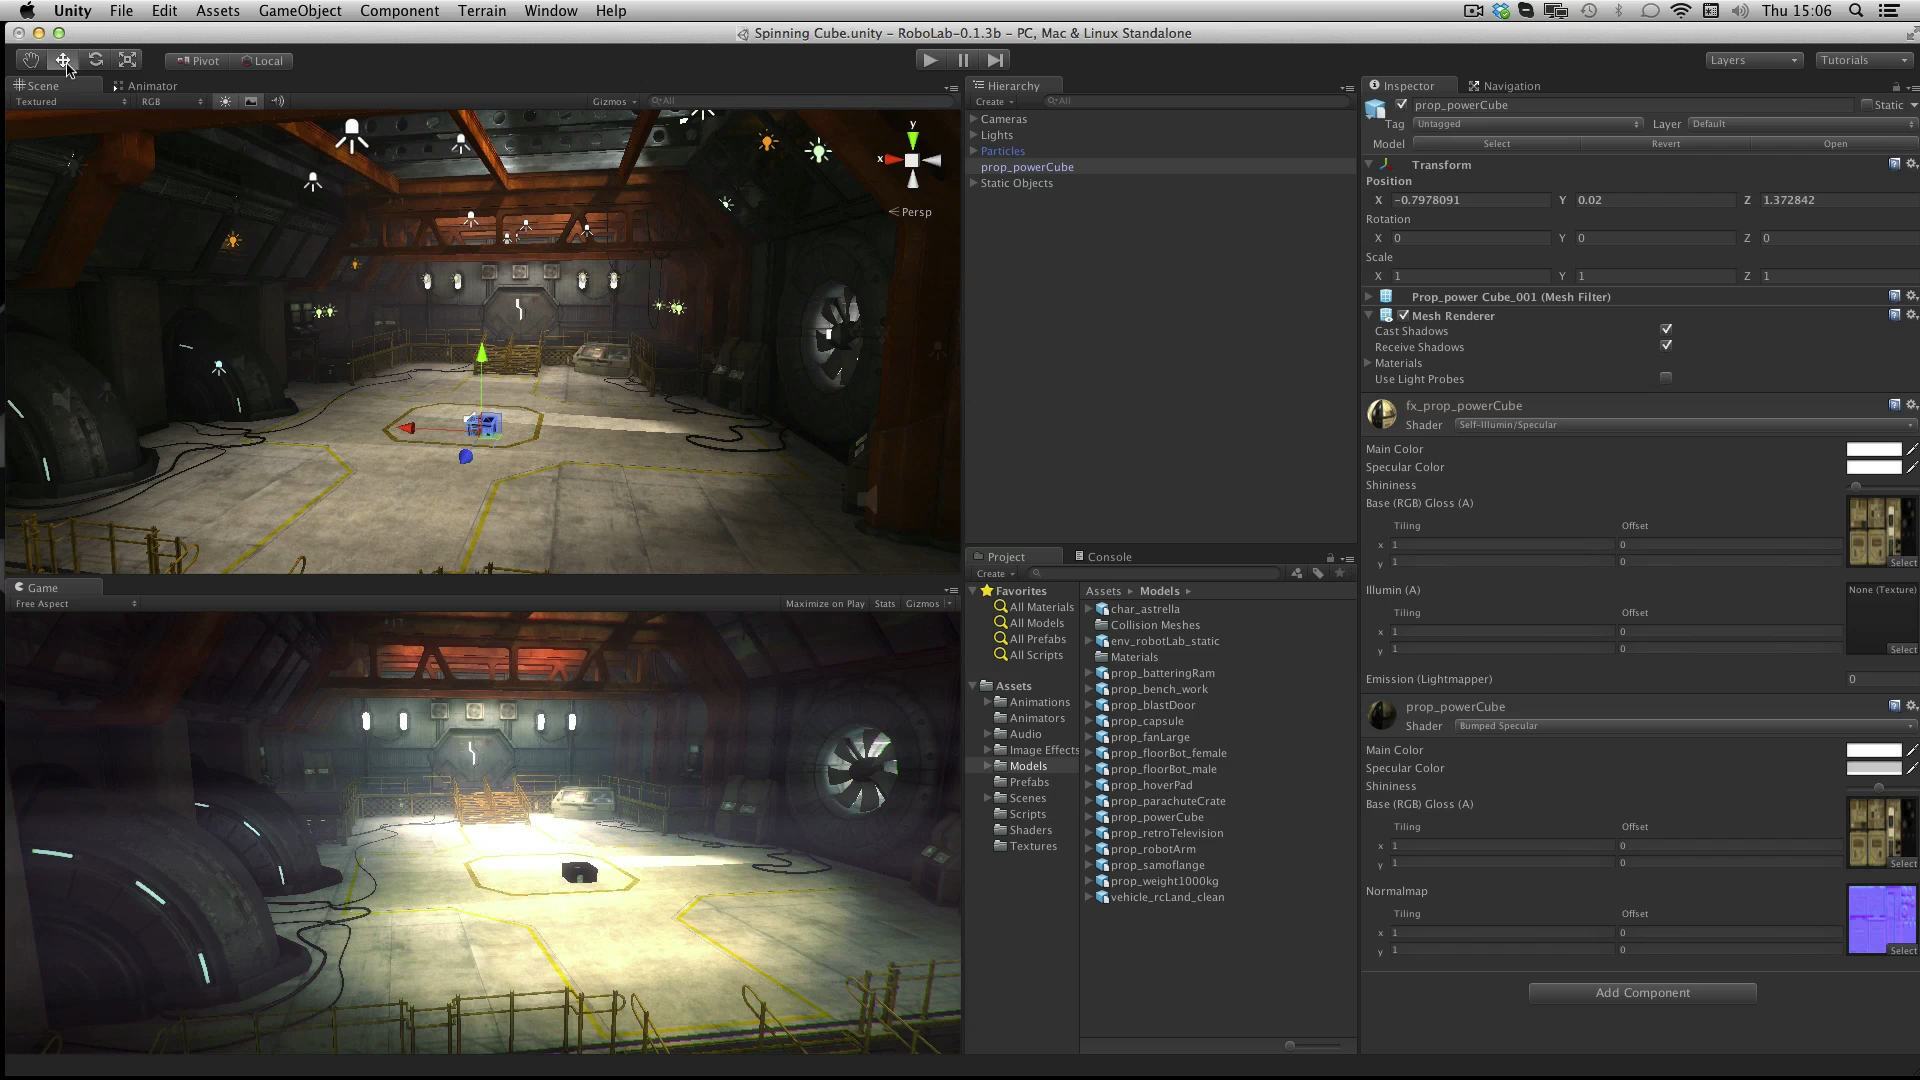 Unity File Edit Assets GameObject Component Terrain Window Help Thu 15:06
Spinning Cube.unity - RoboLab-0.1.3b - PC, Mac & Linux Standalone
Pivot Local Layers Tutorials
Scene Animator
Textured RGB Gizmos All
y
x
Persp
Game
Free Aspect Maximize on Play Stats Gizmos
Hierarchy
Create All
Cameras
Lights
Particles
prop_powerCube
Static Objects
Project Console
Create
Favorites
All Materials
All Models
All Prefabs
All Scripts
Assets
Animations
Animators
Audio
Image Effects
Models
Prefabs
Scenes
Scripts
Shaders
Textures
Assets Models
char_astrella
Collision Meshes
env_robotLab_static
Materials
prop_batteringRam
prop_bench_work
prop_blastDoor
prop_capsule
prop_fanLarge
prop_floorBot_female
prop_floorBot_male
prop_hoverPad
prop_parachuteCrate
prop_powerCube
prop_retroTelevision
prop_robotArm
prop_samoflange
prop_weight1000kg
vehicle_rcLand_clean
Inspector Navigation
prop_powerCube Static
Tag Untagged Layer Default
Model Select Revert Open
Transform
Position
X -0.7978091 Y 0.02 Z 1.372842
Rotation
X 0 Y 0 Z 0
Scale
X 1 Y 1 Z 1
Prop_power Cube_001 (Mesh Filter)
Mesh Renderer
Cast Shadows
Receive Shadows
Materials
Use Light Probes
fx_prop_powerCube
Shader Self-Illumin/Specular
Main Color
Specular Color
Shininess
Base (RGB) Gloss (A)
Tiling Offset
x 1 0
y 1 0
Select
Illumin (A)
None (Texture)
Tiling Offset
x 1 0
y 1 0
Select
Emission (Lightmapper) 0
prop_powerCube
Shader Bumped Specular
Main Color
Specular Color
Shininess
Base (RGB) Gloss (A)
Tiling Offset
x 1 0
y 1 0
Select
Normalmap
Tiling Offset
x 1 0
y 1 0
Select
Add Component